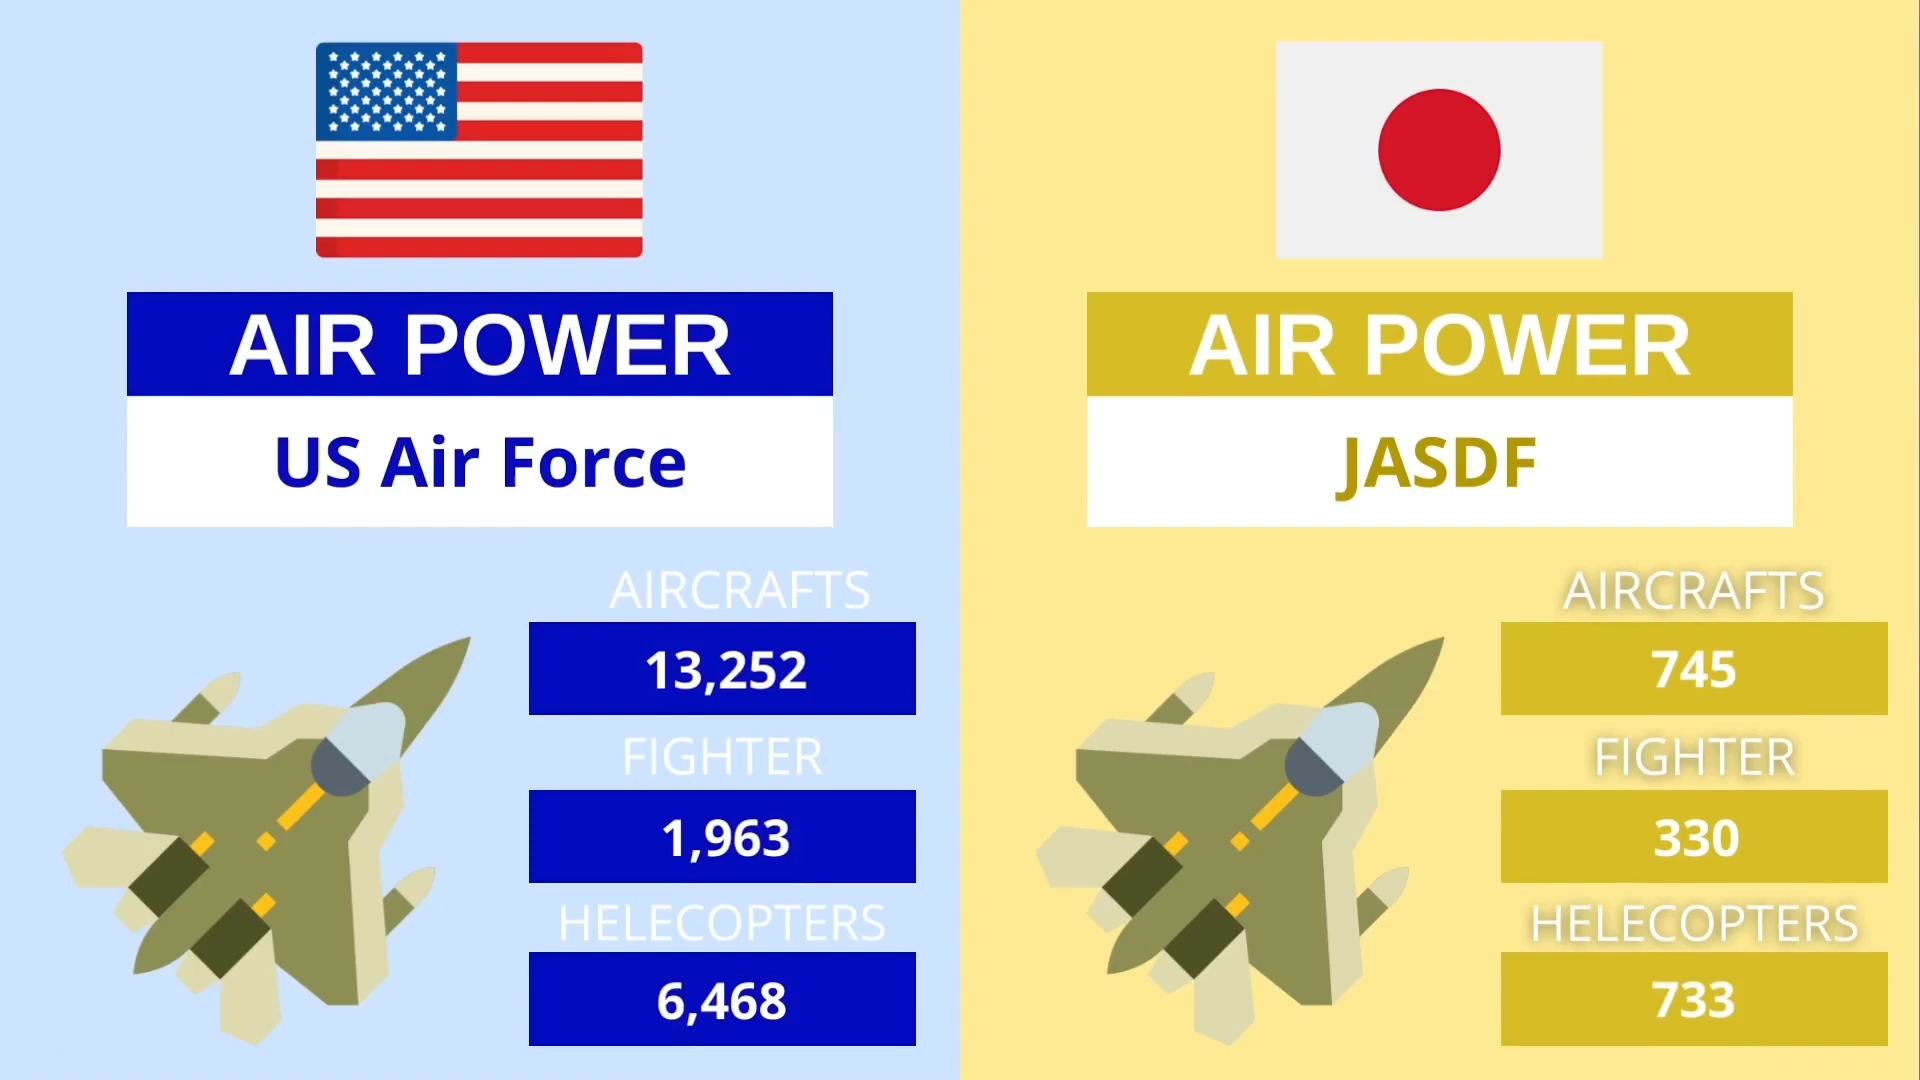 AIR POWER
US Air Force
AIRCRAFTS
13,252
FIGHTER
1,963
HELECOPTERS
6,468
AIR POWER
JASDF
AIRCRAFTS
745
FIGHTER
330
HELECOPTERS
733